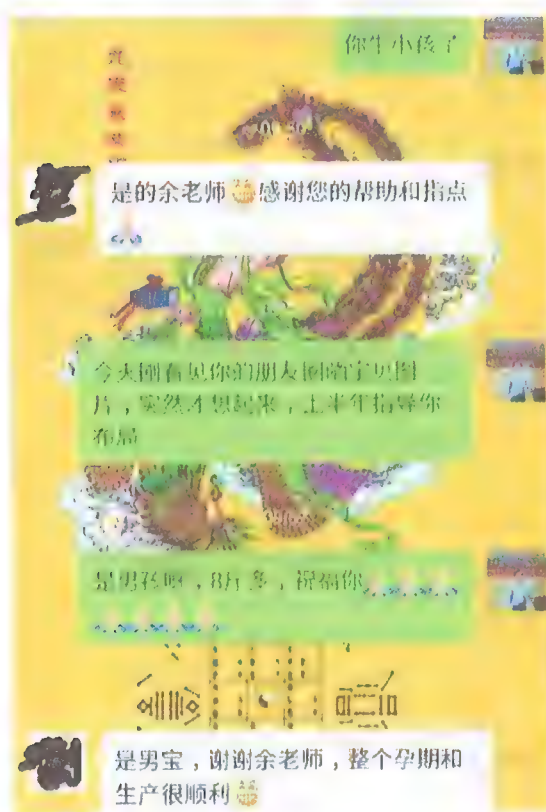 你生小孩了
是的余老师感谢您的帮助和指点
今天刚看见你的朋友圈晒宝贝图
片，突然才想起来，上半年指导你
布局
是男孩啊，8斤多，祝福你
是男宝，谢谢余老师，整个孕期和
生产很顺利